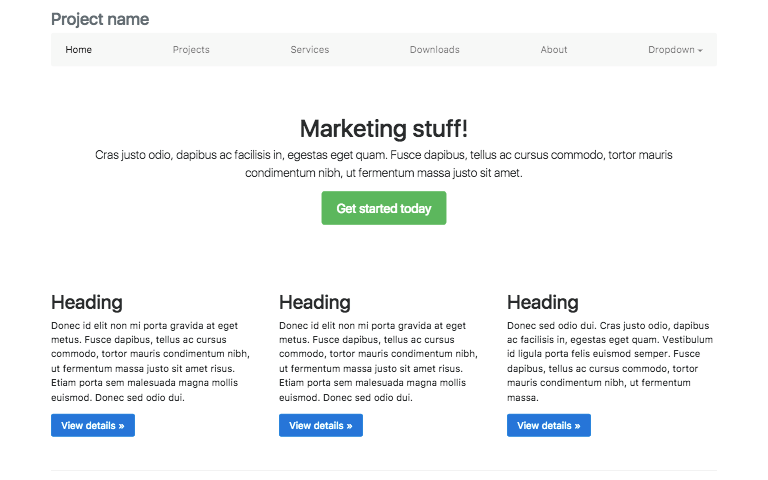 Project name
Home Projects Services Downloads About Dropdown
Marketing stuff!
Cras justo odio, dapibus ac facilisis in, egestas eget quam. Fusce dapibus, tellus ac cursus commodo, tortor mauris
condimentum nibh, ut fermentum massa justo sit amet.
Get started today
Heading
Donec id elit non mi porta gravida at eget
metus. Fusce dapibus, tellus ac cursus
commodo, tortor mauris condimentum nibh,
ut fermentum massa justo sit amet risus.
Etiam porta sem malesuada magna mollis
euismod. Donec sed odio dui.
View details »
Heading
Donec id elit non mi porta gravida at eget
metus. Fusce dapibus, tellus ac cursus
commodo, tortor mauris condimentum nibh,
ut fermentum massa justo sit amet risus.
Etiam porta sem malesuada magna mollis
euismod. Donec sed odio dui.
View details »
Heading
Donec sed odio dui. Cras justo odio, dapibus
ac facilisis in, egestas eget quam. Vestibulum
id ligula porta felis euismod semper. Fusce
dapibus, tellus ac cursus commodo, tortor
mauris condimentum nibh, ut fermentum
massa.
View details »